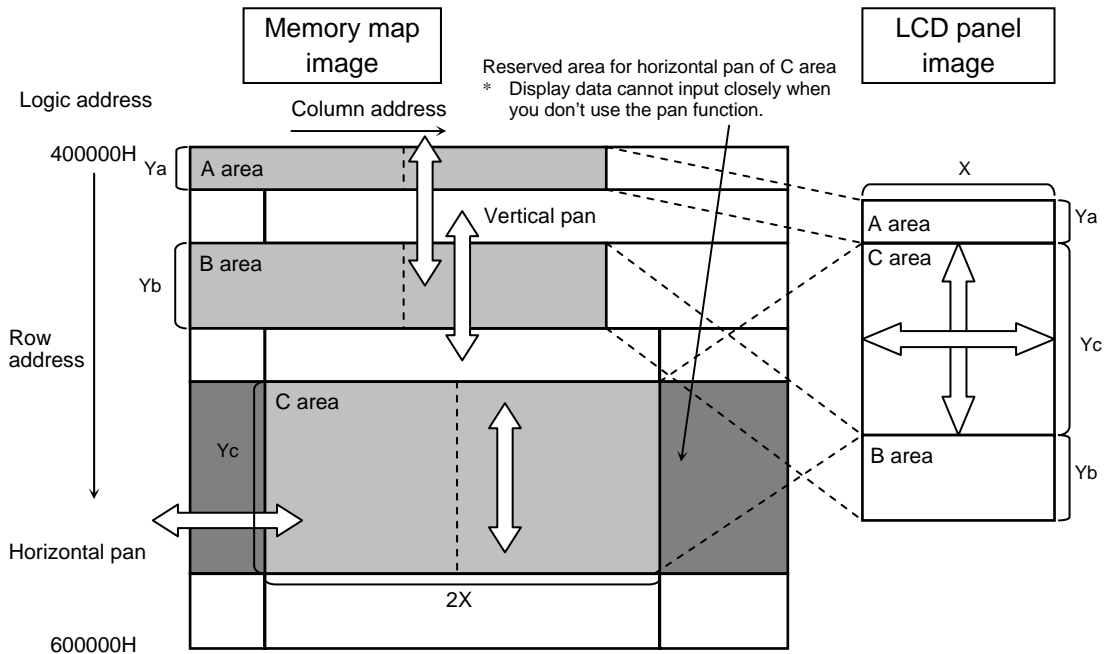 Memory map
image
LCD panel
image
Reserved area for horizontal pan of C area
* Display data cannot input closely when
you don't use the pan function.
Logic address
Column address
400000H
Ya
A area
X
Ya
A area
Vertical pan
B area
Yb
C area
Row
address
Yc
C area
Yc
B area
Yb
Horizontal pan
2X
600000H